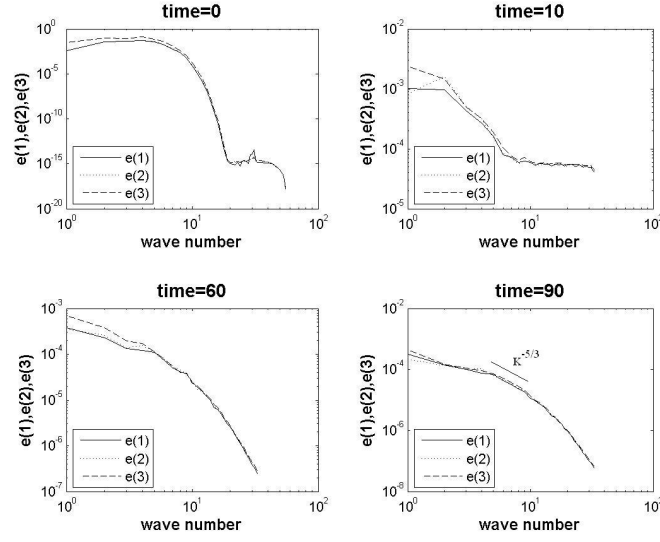 time=0
e(1),e(2),e(3)
10^0
10^-5
10^-10
10^-15
10^-20
e(1)
e(2)
e(3)
10^0
10^1
10^2
wave number
time=10
e(1),e(2),e(3)
10^-2
10^-3
10^-4
10^-5
e(1)
e(2)
e(3)
10^0
10^1
10^2
wave number
time=60
e(1),e(2),e(3)
10^-3
10^-4
10^-5
10^-6
10^-7
e(1)
e(2)
e(3)
10^0
10^1
10^2
wave number
time=90
e(1),e(2),e(3)
10^-2
10^-4
10^-6
10^-8
K^-5/3
e(1)
e(2)
e(3)
10^0
10^1
10^2
wave number